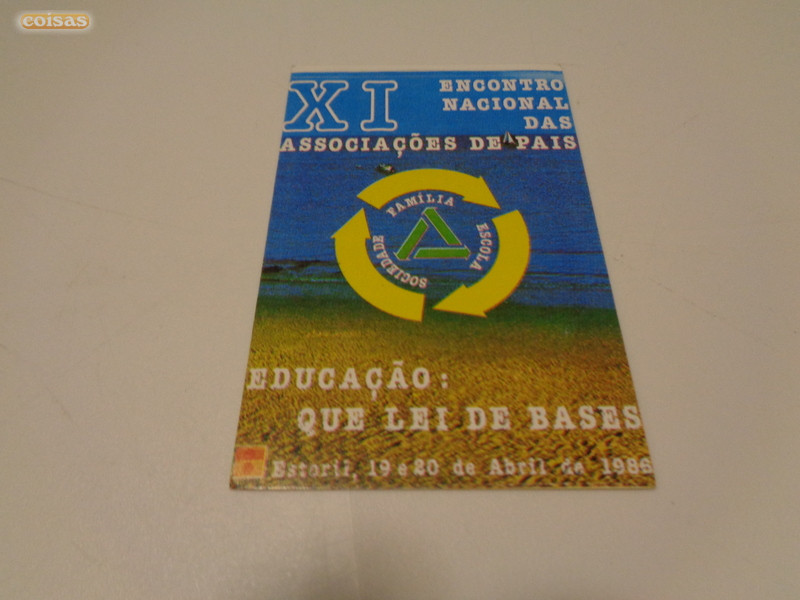 coisas
XI
ENCONTRO
NACIONAL
DAS
ASSOCIAÇÕES DE PAIS
FAMÍLIA
ESCOLA
SOCIEDADE
EDUCAÇÃO:
QUE LEI DE BASES
Estoril, 19 e 20 de Abril de 1986